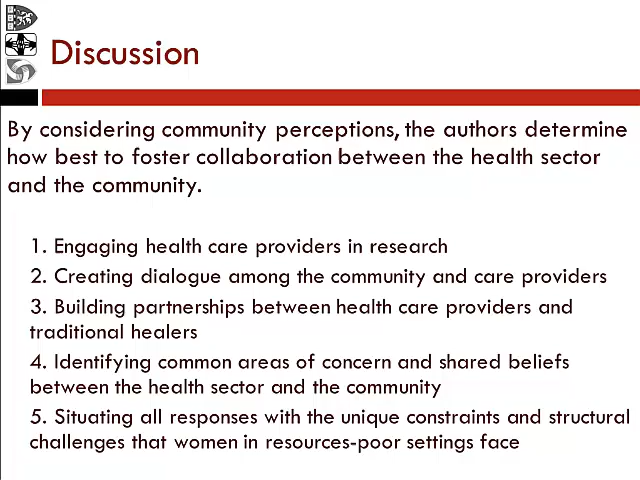 Discussion
By considering community perceptions, the authors determine
how best to foster collaboration between the health sector
and the community.
1. Engaging health care providers in research
2. Creating dialogue among the community and care providers
3. Building partnerships between health care providers and
traditional healers
4. Identifying common areas of concern and shared beliefs
between the health sector and the community
5. Situating all responses with the unique constraints and structural
challenges that women in resources-poor settings face